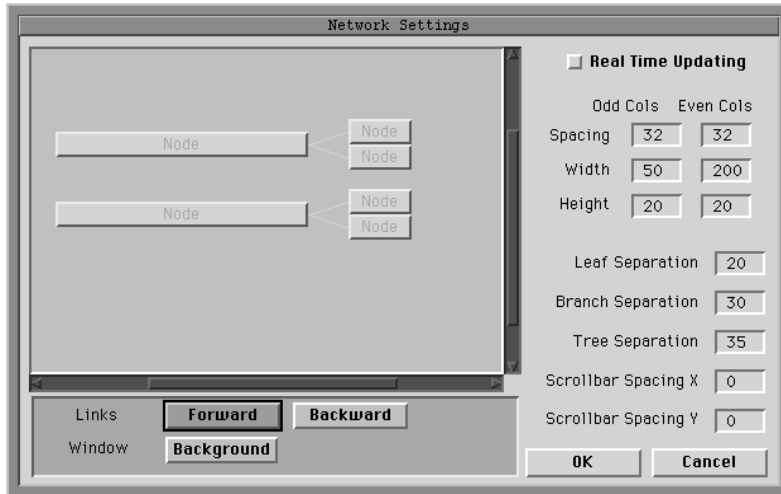 Network Settings
Real Time Updating
Odd Cols Even Cols
Spacing 32 32
Width 50 200
Height 20 20
Leaf Separation 20
Branch Separation 30
Tree Separation 35
Scrollbar Spacing X 0
Scrollbar Spacing Y 0
Node
Node
Node
Node
Node
Node
Links Forward Backward
Window Background
OK Cancel